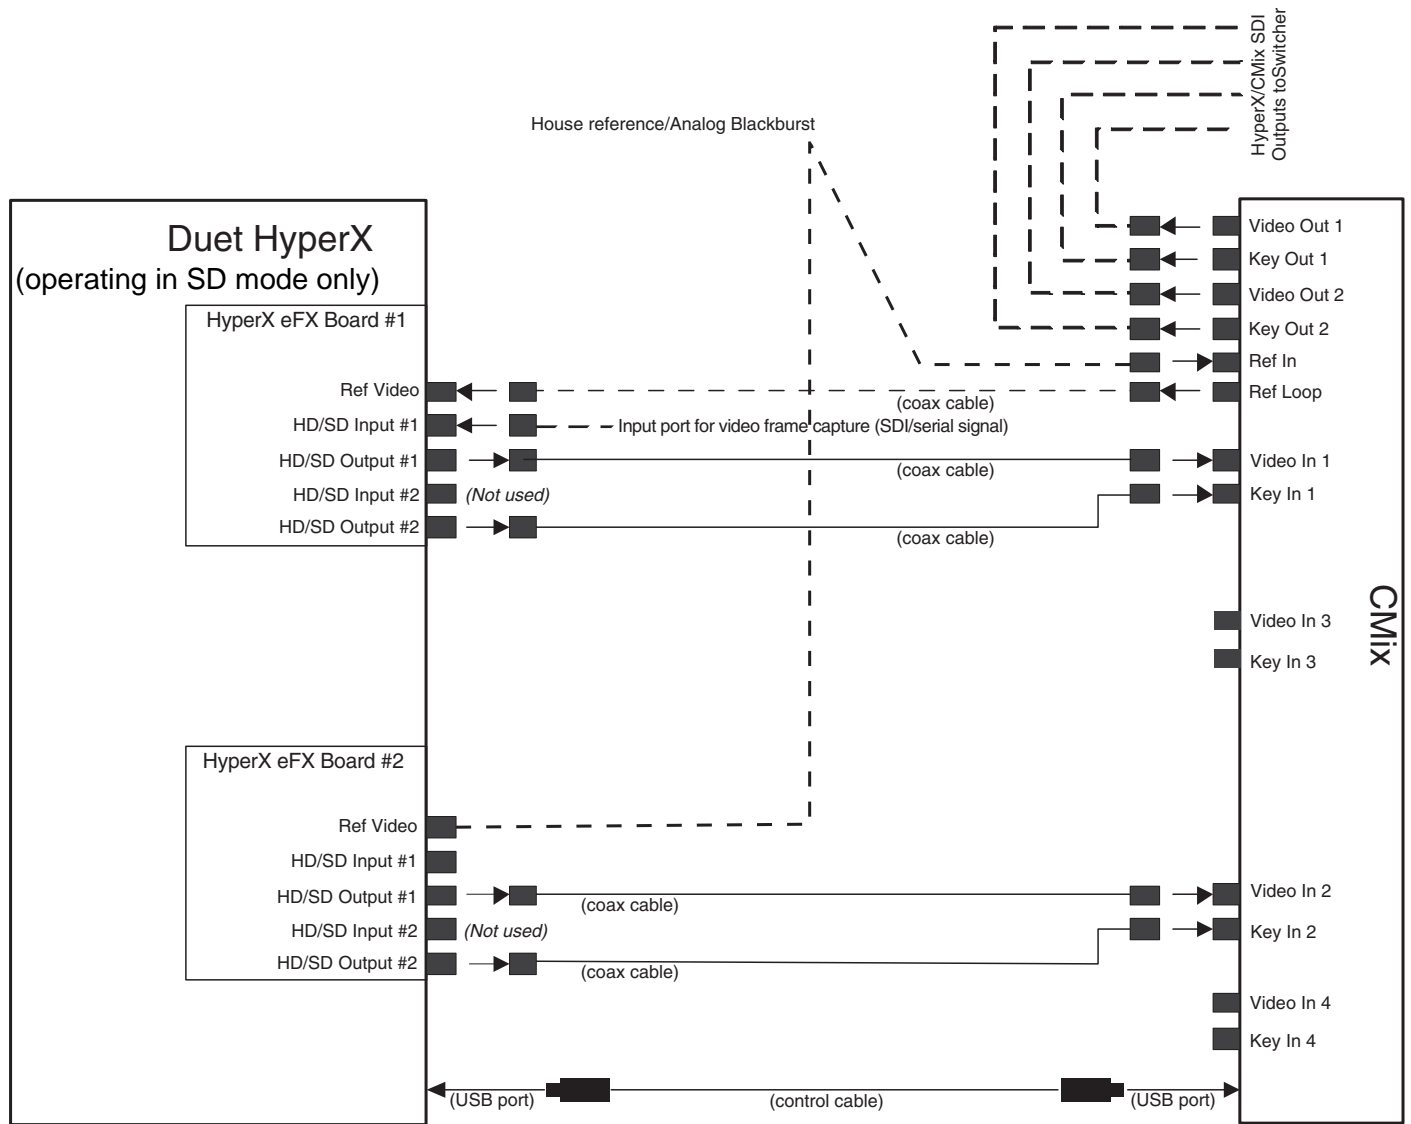 HyperX/CMix SDI
Outputs toSwitcher
House reference/Analog Blackburst
Duet HyperX
(operating in SD mode only)
HyperX eFX Board #1
Ref Video
HD/SD Input #1
HD/SD Output #1
HD/SD Input #2
(Not used)
HD/SD Output #2
(coax cable)
Input port for video frame capture (SDI/serial signal)
(coax cable)
(coax cable)
Video Out 1
Key Out 1
Video Out 2
Key Out 2
Ref In
Ref Loop
Video In 1
Key In 1
Video In 3
Key In 3
CMix
HyperX eFX Board #2
Ref Video
HD/SD Input #1
HD/SD Output #1
HD/SD Input #2
(Not used)
HD/SD Output #2
(coax cable)
(coax cable)
Video In 2
Key In 2
Video In 4
Key In 4
(USB port)
(control cable)
(USB port)